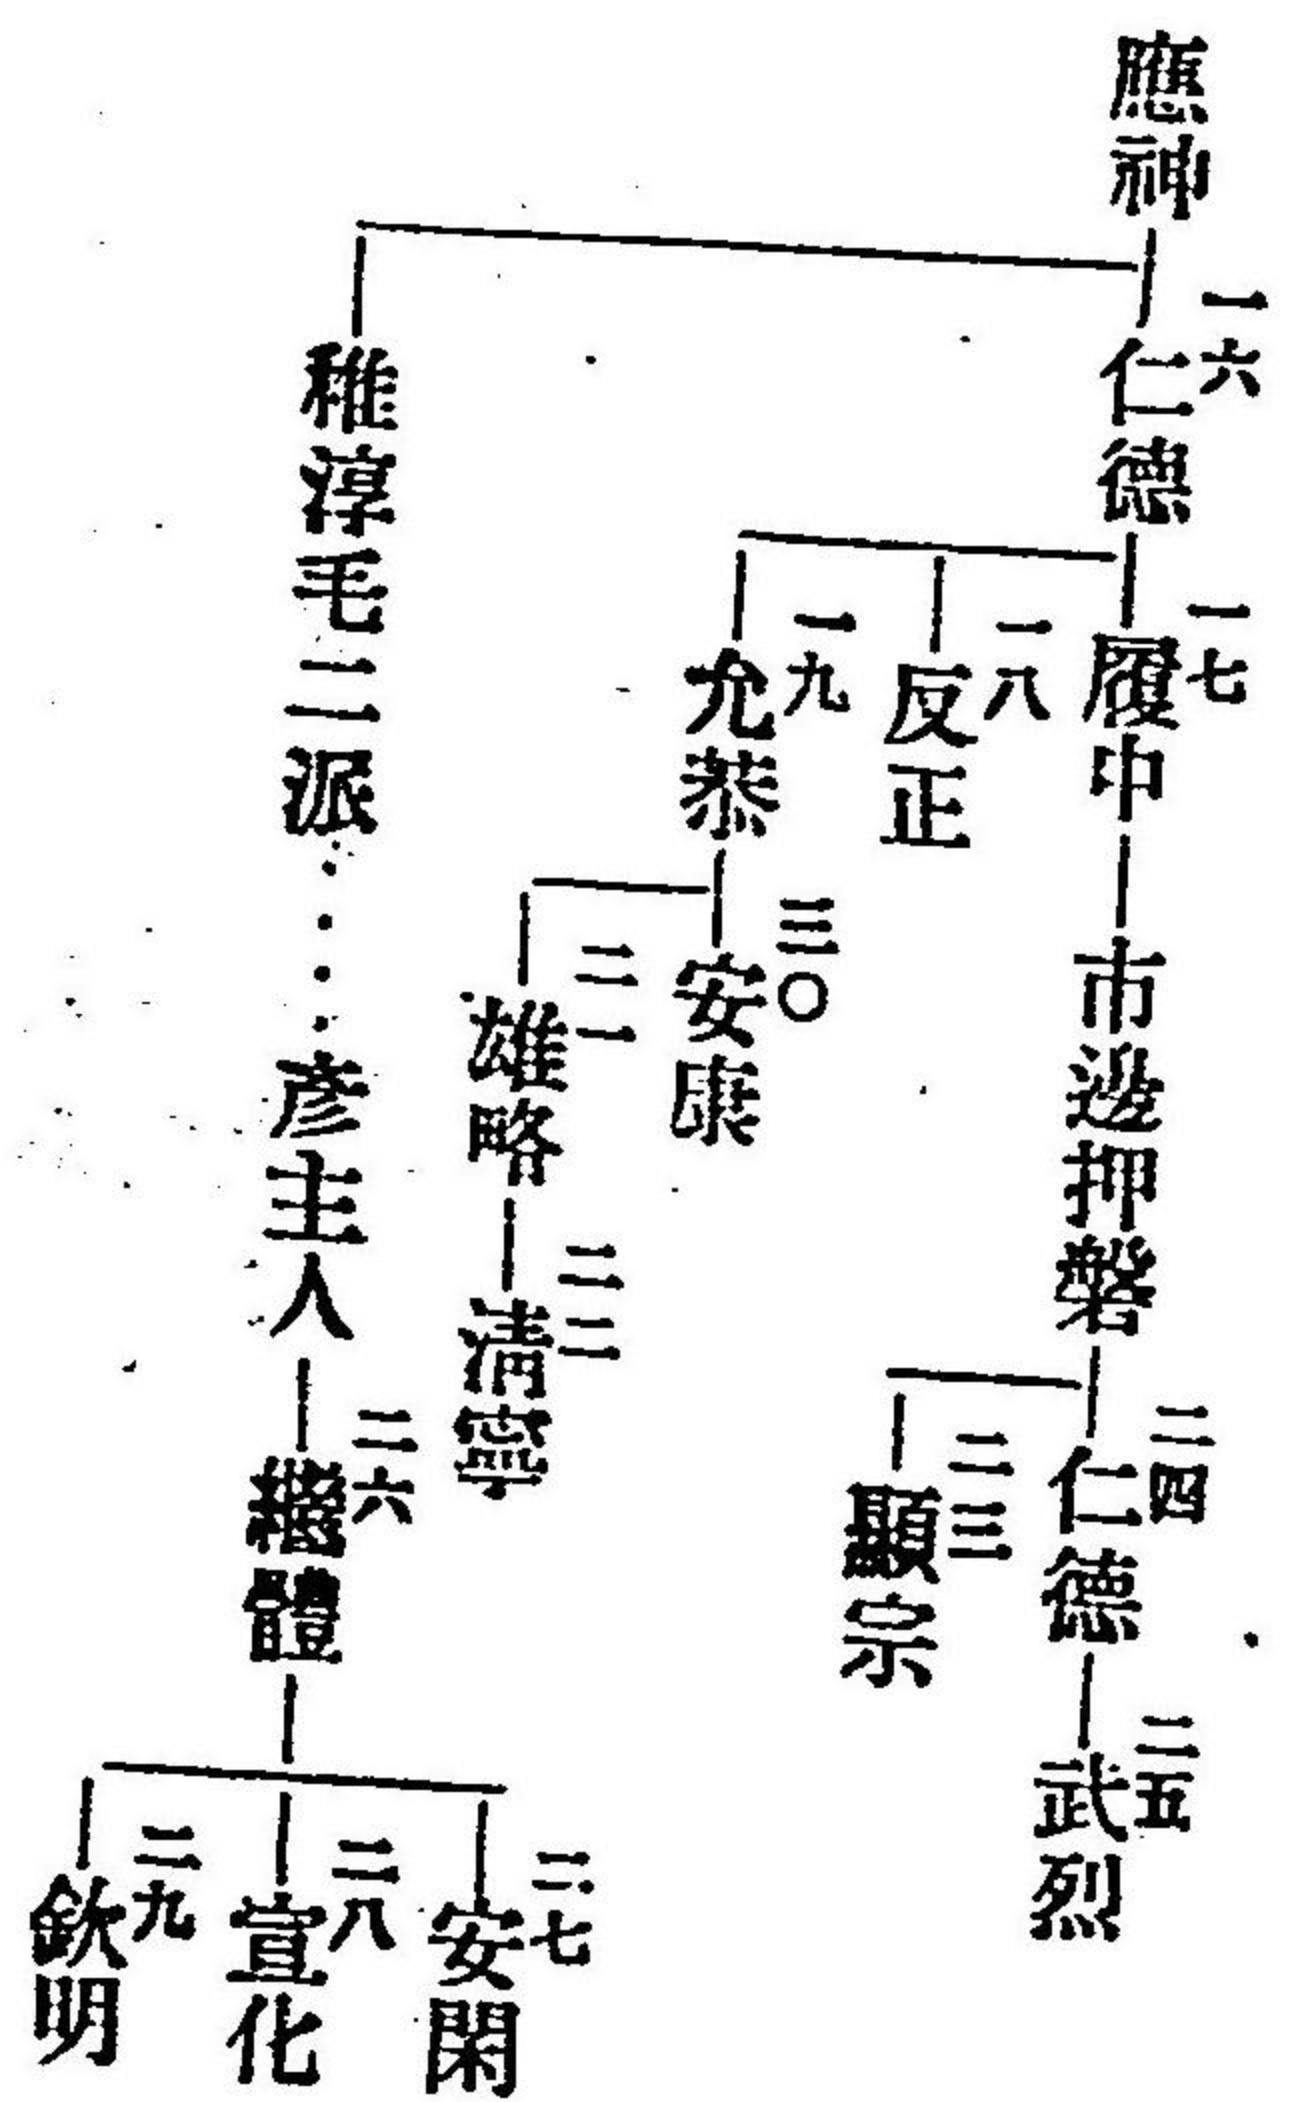 應神
一六
仁德
一七
履中
市邊押磐
二四
仁德
二五
武烈
二三
顯宗
一八
反正
一九
允恭
三〇
安康
二一
雄略
二二
淸寧
稚淳毛二派
彦主人
二六
繼體
二七
安閑
二八
宣化
二九
欽明